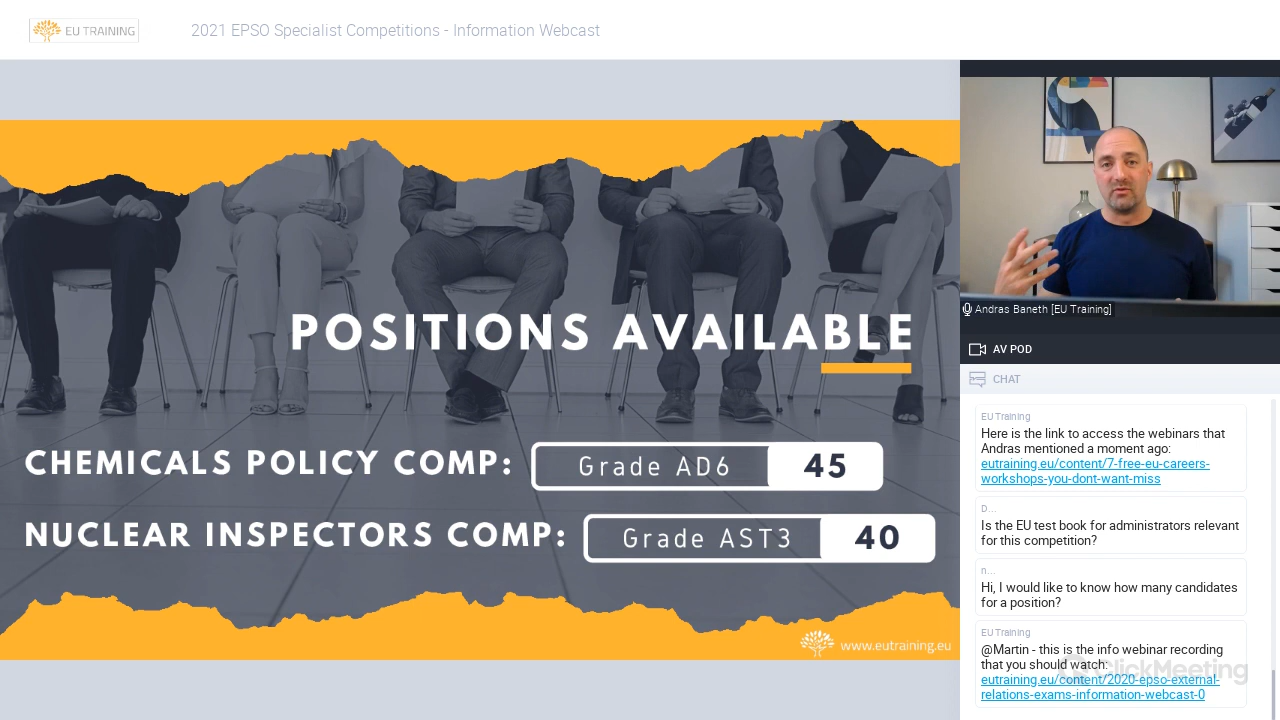 EU TRAINING
2021 EPSO Specialist Competitions - Information Webcast
POSITIONS AVAILABLE
CHEMICALS POLICY COMP: Grade AD6 45
NUCLEAR INSPECTORS COMP: Grade AST3 40
www.eutraining.eu
Andras Baneth [EU Training]
AV POD
CHAT
EU Training
Here is the link to access the webinars that
Andras mentioned a moment ago:
eutraining.eu/content/7-free-eu-careers-
workshops-you-dont-want-miss
D...
Is the EU test book for administrators relevant
for this competition?
n...
Hi, I would like to know how many candidates
for a position?
EU Training
@Martin - this is the info webinar recording
that you should watch:
eutraining.eu/content/2020-epso-external-
relations-exams-information-webcast-0
ClickMeeting